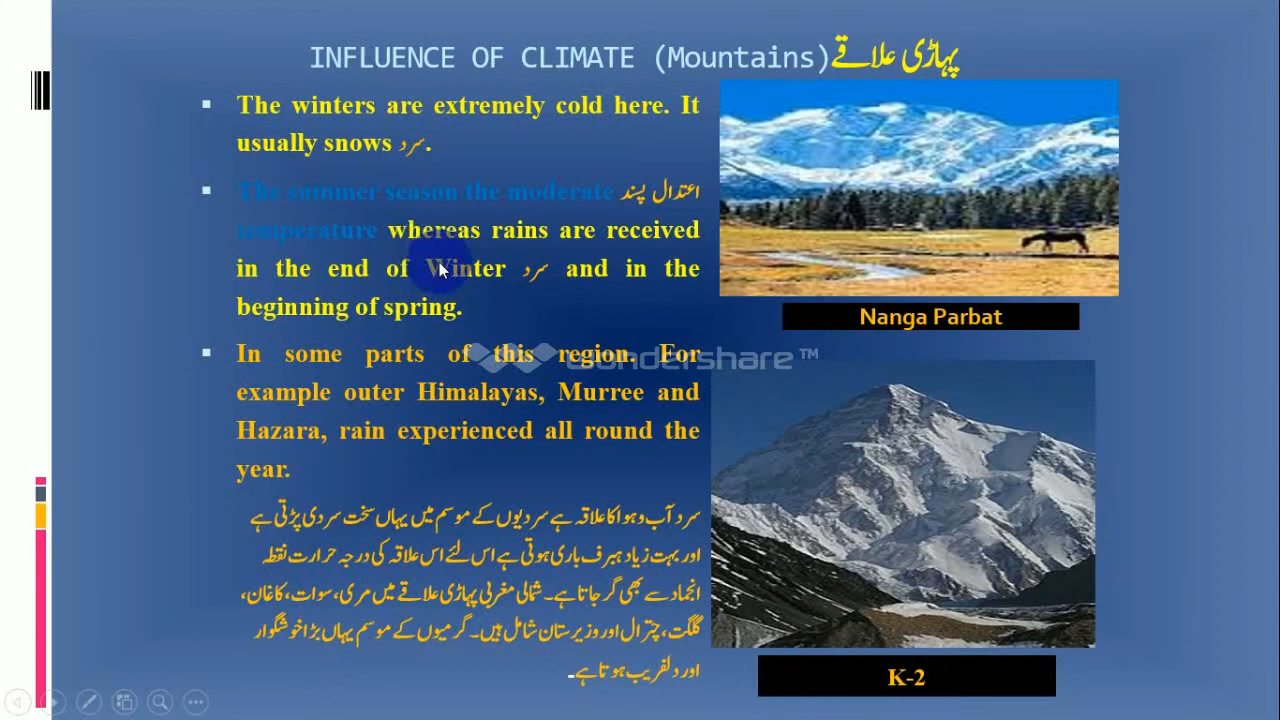 INFLUENCE OF CLIMATE (Mountains)پہاڑی علاقے
▪ The winters are extremely cold here. It
usually snows سرد.
▪ The summer season the moderate اعتدال پسند
temperature whereas rains are received
in the end of Winter سرد and in the
beginning of spring.
▪ In some parts of this region. For
example outer Himalayas, Murree and
Hazara, rain experienced all round the
year.
سرد آب و ہوا کا علاقہ ہے سردیوں کے موسم میں یہاں سخت سردی پڑتی ہے
اور بہت زیادہ برف باری ہوتی ہے اس لئے اس علاقہ کی درجہ حرارت نقطہ
انجماد سے بھی گر جاتا ہے۔ شمالی مغربی پہاڑی علاقے میں مری، سوات، کاغان،
گلگت، چترال اور وزیرستان شامل ہیں۔ گرمیوں کے موسم یہاں بڑا خوشگوار
اور دلفریب ہوتا ہے۔
Nanga Parbat
Wondershare™
K-2